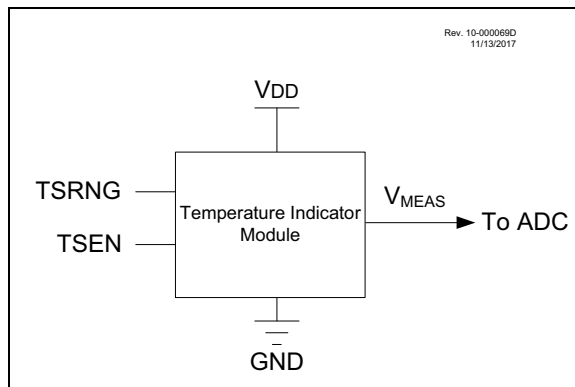 Rev. 10-000069D
11/13/2017
VDD
TSRNG
TSEN
Temperature Indicator
Module
VMEAS
To ADC
GND